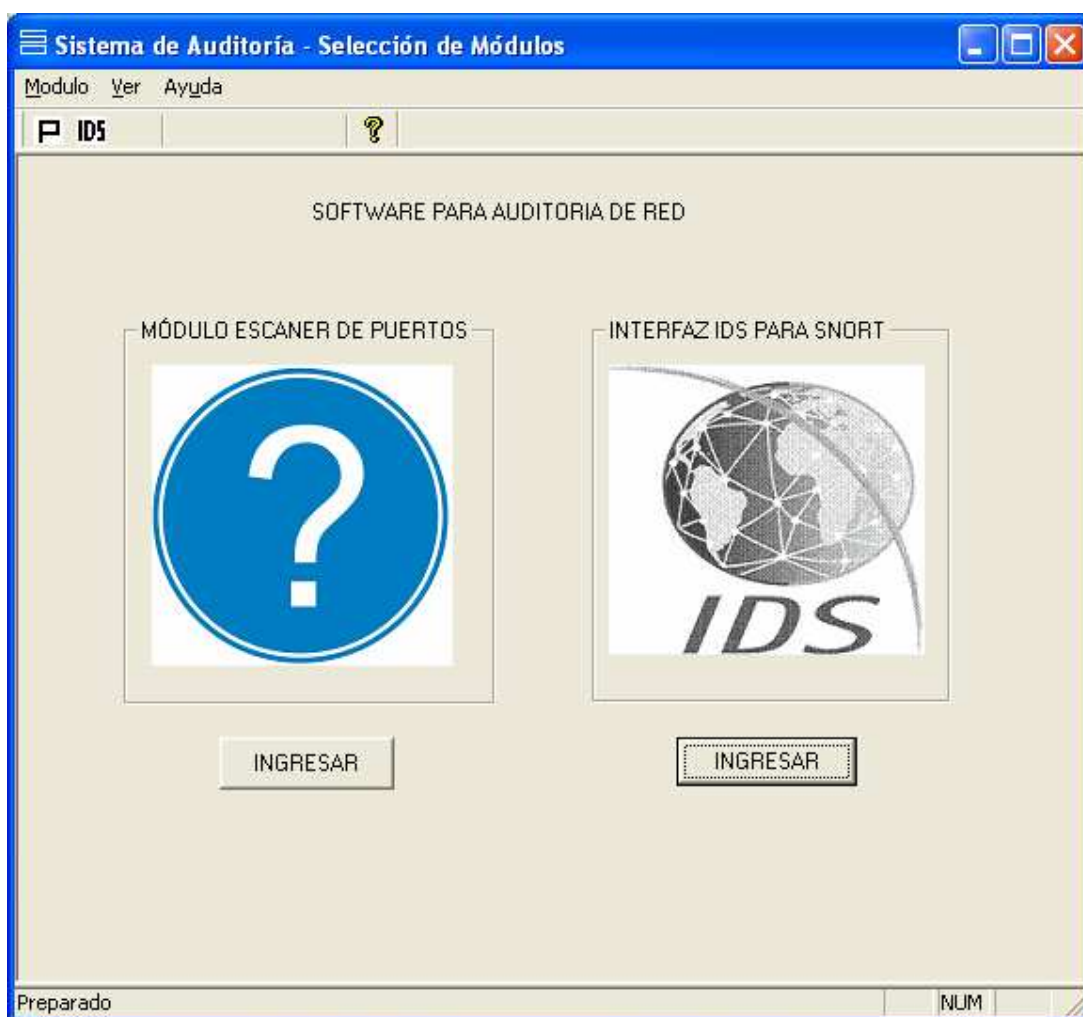 Sistema de Auditoría - Selección de Módulos
Modulo Ver Ayuda
IDS
SOFTWARE PARA AUDITORIA DE RED
MÓDULO ESCANER DE PUERTOS
INTERFAZ IDS PARA SNORT
?
IDS
INGRESAR
INGRESAR
Preparado
NUM